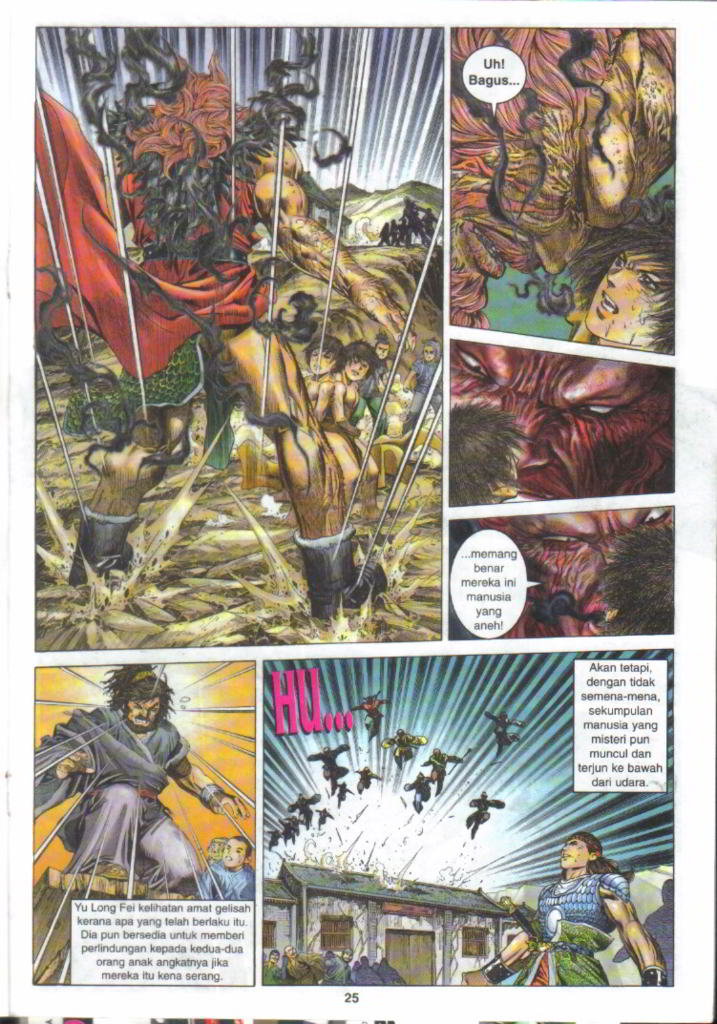 Uh!
Bagus...
...memang
benar
mereka ini
manusia
yang
aneh!
Yu Long Fei kelihatan amat gelisah
kerana apa yang telah berlaku itu.
Dia pun bersedia untuk memberi
perlindungan kepada kedua-dua
orang anak angkatnya jika
mereka itu kena serang.
HU...
Akan tetapi,
dengan tidak
semena-mena,
sekumpulan
manusia yang
misteri pun
muncul dan
terjun ke bawah
dari udara.
25